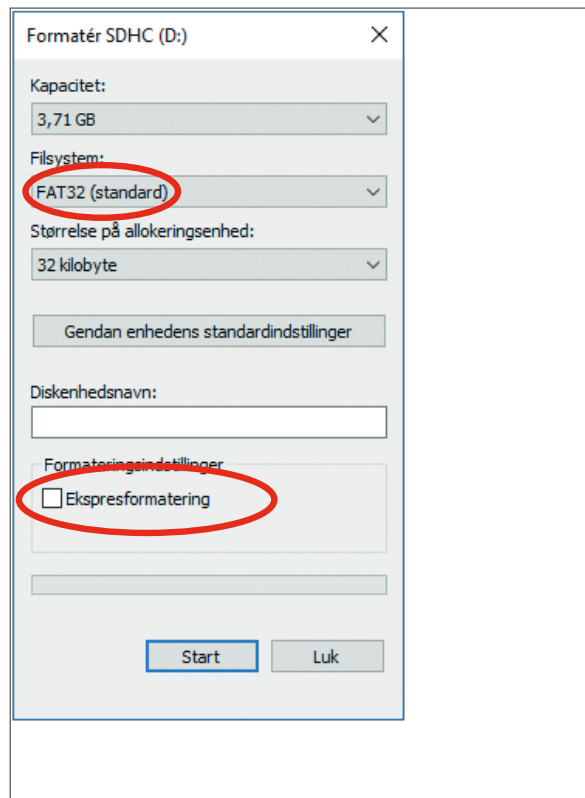 Formatér SDHC (D:)
Kapacitet:
3,71 GB
Filsystem:
FAT32 (standard)
Størrelse på allokeringsenhed:
32 kilobyte
Gendan enhedens standardindstillinger
Diskenhedsnavn:
Formateringsindstillinger
Ekspresformatering
Start
Luk